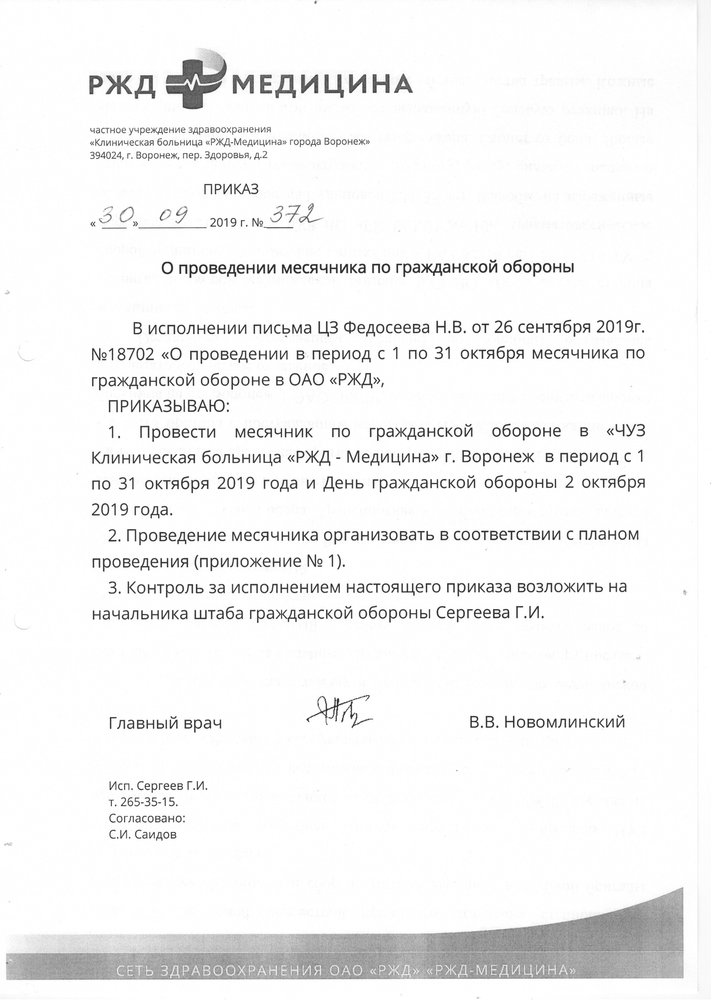 РЖД МЕДИЦИНА
частное учреждение здравоохранения
«Клиническая больница «РЖД-Медицина» города Воронеж»
394024, г. Воронеж, пер. Здоровья, д.2
ПРИКАЗ
« 30 » 09 2019 г. № 372
О проведении месячника по гражданской обороны
В исполнении письма ЦЗ Федосеева Н.В. от 26 сентября 2019г.
№18702 «О проведении в период с 1 по 31 октября месячника по
гражданской обороне в ОАО «РЖД»,
ПРИКАЗЫВАЮ:
1. Провести месячник по гражданской обороне в «ЧУЗ
Клиническая больница «РЖД - Медицина» г. Воронеж в период с 1
по 31 октября 2019 года и День гражданской обороны 2 октября
2019 года.
2. Проведение месячника организовать в соответствии с планом
проведения (приложение № 1).
3. Контроль за исполнением настоящего приказа возложить на
начальника штаба гражданской обороны Сергеева Г.И.
Главный врач В.В. Новомлинский
Исп. Сергеев Г.И.
т. 265-35-15.
Согласовано:
С.И. Саидов
СЕТЬ ЗДРАВООХРАНЕНИЯ ОАО «РЖД» «РЖД-МЕДИЦИНА»